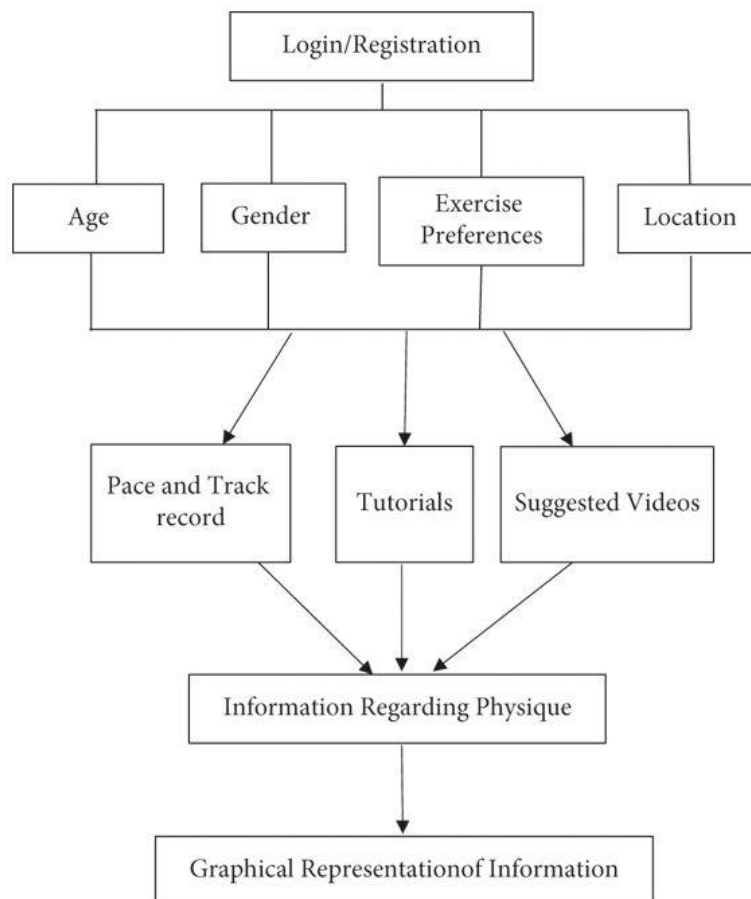 Login/Registration
Age
Gender
Exercise
Preferences
Location
Pace and Track
record
Tutorials
Suggested Videos
Information Regarding Physique
Graphical Representationof Information